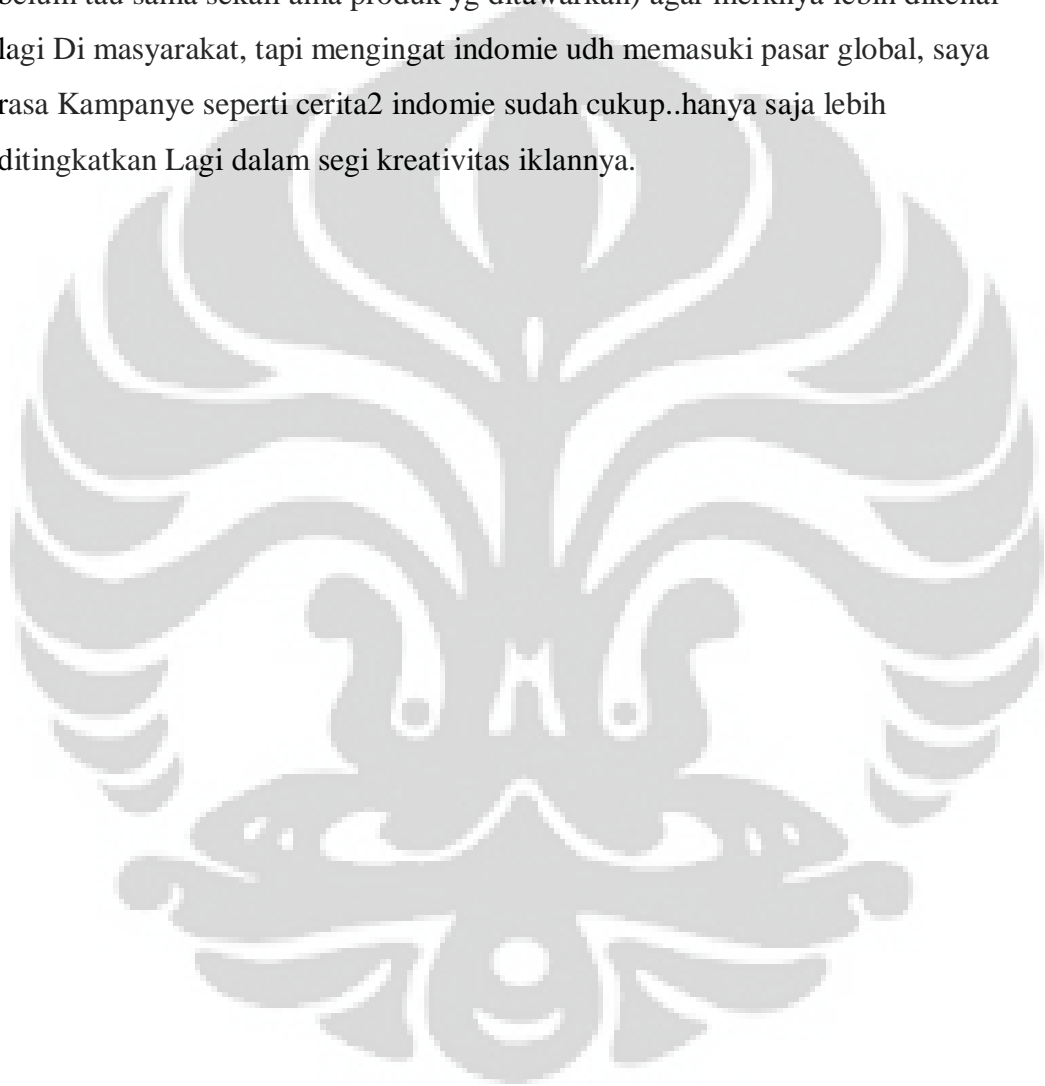 belum tau sama sekali ama produk yg ditawarkan) agar merknya lebih dikenal
lagi Di masyarakat, tapi mengingat indomie udh memasuki pasar global, saya
rasa Kampanye seperti cerita2 indomie sudah cukup..hanya saja lebih
ditingkatkan Lagi dalam segi kreativitas iklannya.